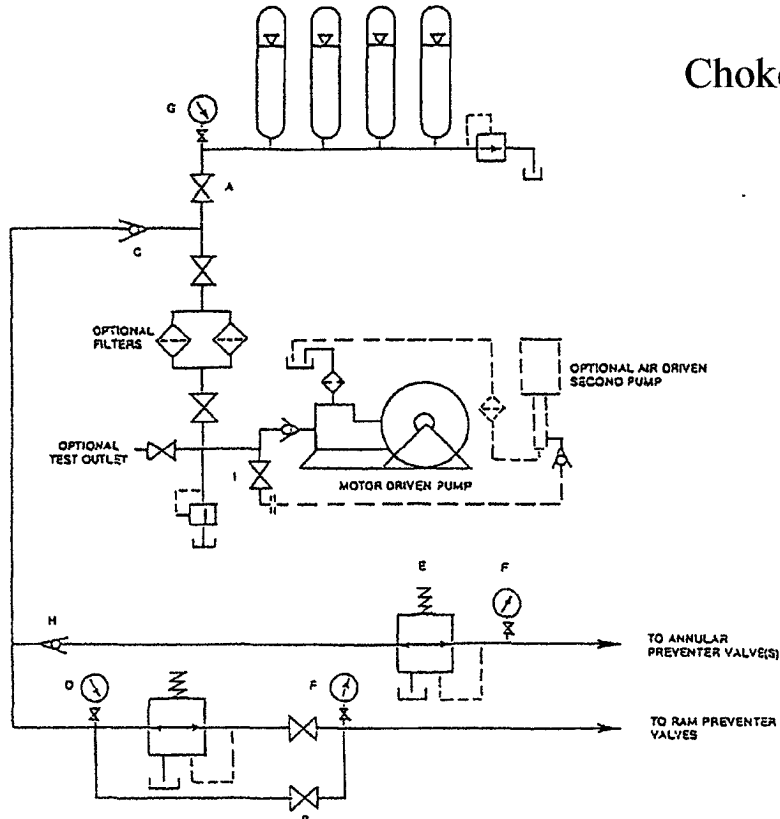 Choke
G
A
C
OPTIONAL
FILTERS
OPTIONAL AIR DRIVEN
SECOND PUMP
OPTIONAL
TEST OUTLET
I
MOTOR DRIVEN PUMP
E
F
H
TO ANNULAR
PREVENTER VALVE(S)
D
F
TO RAM PREVENTER
VALVES